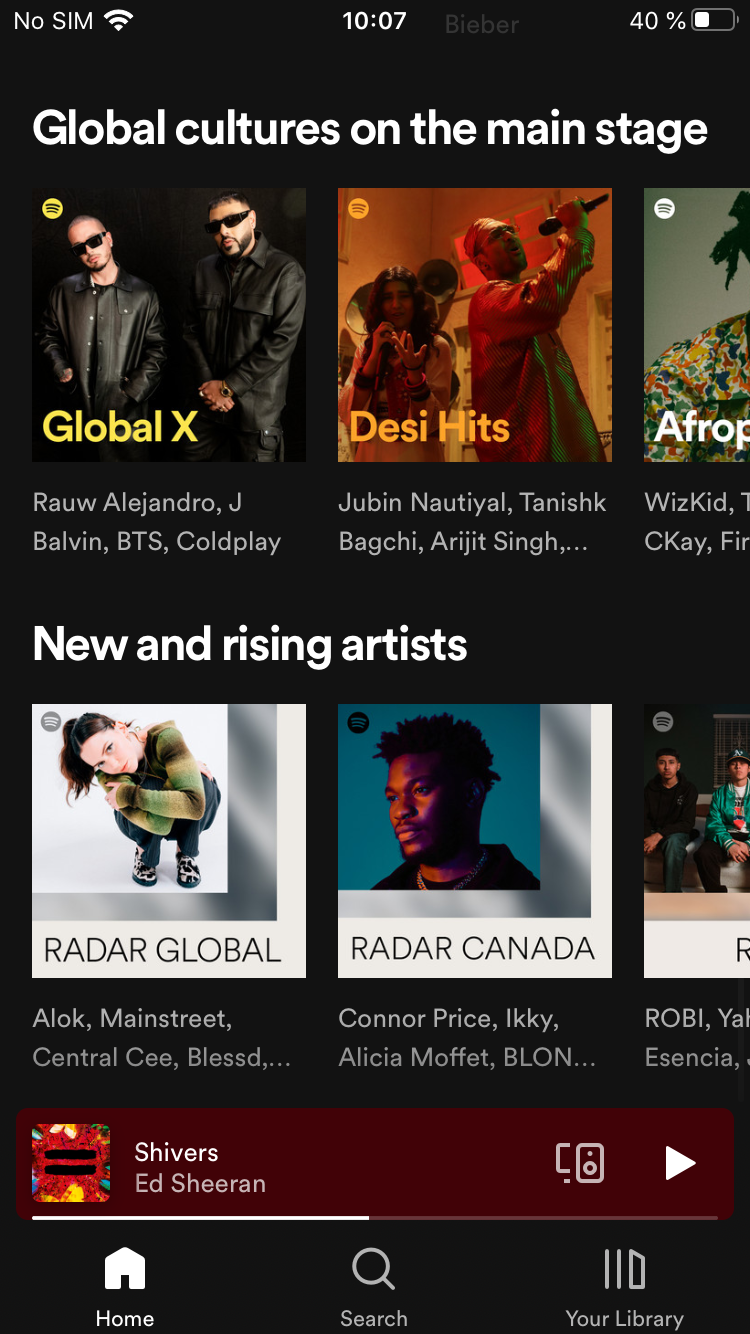 No SIM 10:07 40 %
Bieber
Global cultures on the main stage
Global X
Desi Hits
Afrop
Rauw Alejandro, J
Balvin, BTS, Coldplay
Jubin Nautiyal, Tanishk
Bagchi, Arijit Singh,...
WizKid, T
CKay, Fir
New and rising artists
RADAR GLOBAL
RADAR CANADA
R
Alok, Mainstreet,
Central Cee, Blessd,...
Connor Price, Ikky,
Alicia Moffet, BLON...
ROBI, Yah
Esencia, J
Shivers
Ed Sheeran
Home
Search
Your Library